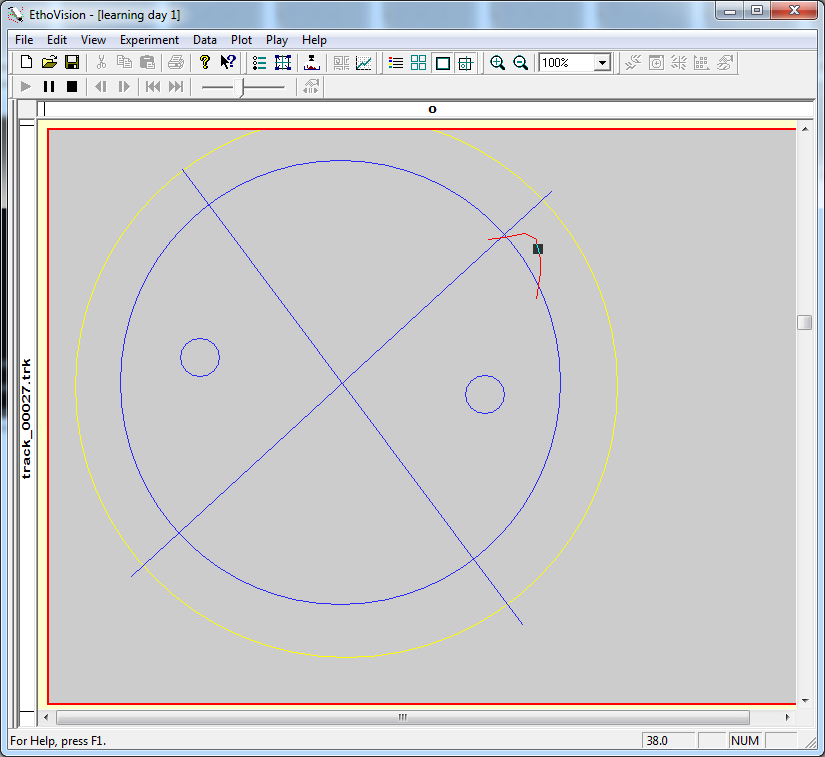 EthoVision - [learning day 1]
File Edit View Experiment Data Plot Play Help
100%
o
track_00027.trk
For Help, press F1.
38.0
NUM